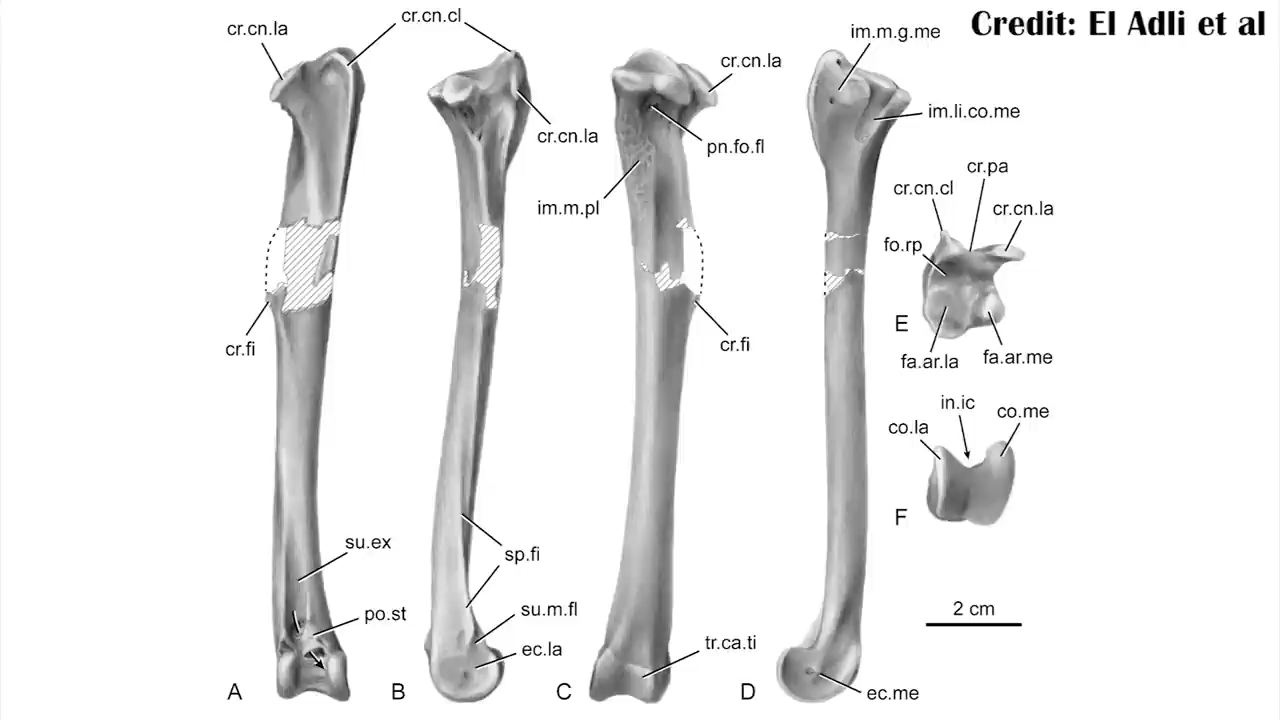 Credit: El Adli et al
cr.cn.la
cr.cn.cl
cr.cn.la
cr.fi
su.ex
po.st
A
im.m.pl
sp.fi
su.m.fl
ec.la
B
cr.cn.la
pn.fo.fl
cr.fi
tr.ca.ti
C
im.m.g.me
im.li.co.me
ec.me
D
cr.pa
cr.cn.cl
cr.cn.la
fo.rp
E
fa.ar.la
fa.ar.me
in.ic
co.la
co.me
F
2 cm